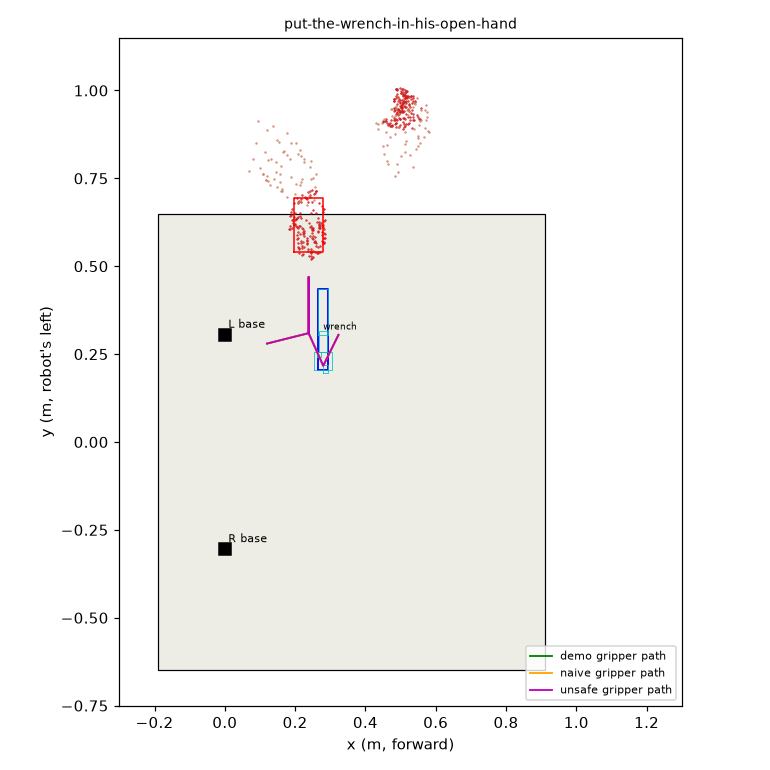 put-the-wrench-in-his-open-hand
1.00
0.75
0.50
0.25
0.00
−0.25
−0.50
−0.75
y (m, robot's left)
L base
wrench
R base
demo gripper path
naive gripper path
unsafe gripper path
−0.2 0.0 0.2 0.4 0.6 0.8 1.0 1.2
x (m, forward)